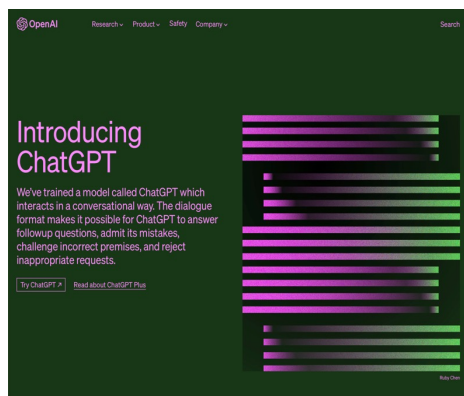 OpenAI Research Product Safety Company Search
Introducing
ChatGPT
We've trained a model called ChatGPT which
interacts in a conversational way. The dialogue
format makes it possible for ChatGPT to answer
followup questions, admit its mistakes,
challenge incorrect premises, and reject
inappropriate requests.
Try ChatGPT ↗ Read about ChatGPT Plus
Ruby Chen